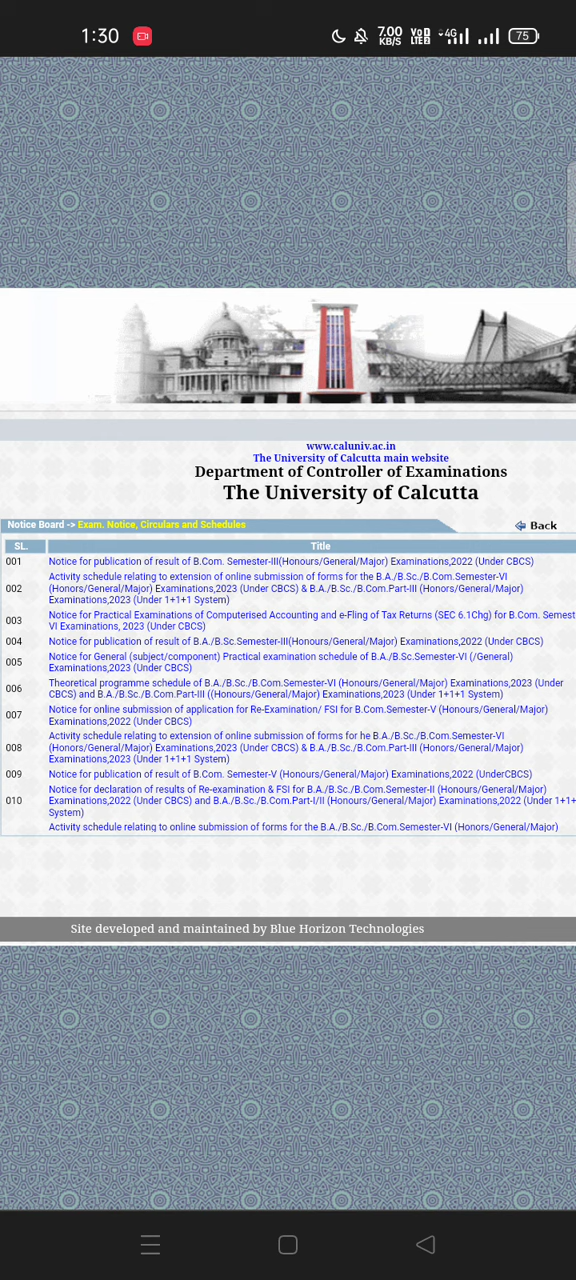 1:30
7.00 KB/S
Vo LTE
4G
75
www.caluniv.ac.in
The University of Calcutta main website
Department of Controller of Examinations
The University of Calcutta
Notice Board -> Exam. Notice, Circulars and Schedules
Back
SL. Title
001 Notice for publication of result of B.Com. Semester-III(Honours/General/Major) Examinations,2022 (Under CBCS)
Activity schedule relating to extension of online submission of forms for the B.A./B.Sc./B.Com.Semester-VI
002 (Honors/General/Major) Examinations,2023 (Under CBCS) & B.A./B.Sc./B.Com.Part-III (Honors/General/Major)
Examinations,2023 (Under 1+1+1 System)
Notice for Practical Examinations of Computerised Accounting and e-Fling of Tax Returns (SEC 6.1Chg) for B.Com. Semest
003 VI Examinations, 2023 (Under CBCS)
004 Notice for publication of result of B.A./B.Sc.Semester-III(Honours/General/Major) Examinations,2022 (Under CBCS)
Notice for General (subject/component) Practical examination schedule of B.A./B.Sc.Semester-VI (/General)
005 Examinations,2023 (Under CBCS)
Theoretical programme schedule of B.A./B.Sc./B.Com.Semester-VI (Honours/General/Major) Examinations,2023 (Under
006 CBCS) and B.A./B.Sc./B.Com.Part-III ((Honours/General/Major) Examinations,2023 (Under 1+1+1 System)
Notice for online submission of application for Re-Examination/ FSI for B.Com.Semester-V (Honours/General/Major)
007 Examinations,2022 (Under CBCS)
Activity schedule relating to extension of online submission of forms for he B.A./B.Sc./B.Com.Semester-VI
008 (Honors/General/Major) Examinations,2023 (Under CBCS) & B.A./B.Sc./B.Com.Part-III (Honors/General/Major)
Examinations,2023 (Under 1+1+1 System)
009 Notice for publication of result of B.Com. Semester-V (Honours/General/Major) Examinations,2022 (UnderCBCS)
Notice for declaration of results of Re-examination & FSI for B.A./B.Sc./B.Com.Semester-II (Honours/General/Major)
010 Examinations,2022 (Under CBCS) and B.A./B.Sc./B.Com.Part-I/II (Honours/General/Major) Examinations,2022 (Under 1+1+
System)
Activity schedule relating to online submission of forms for the B.A./B.Sc./B.Com.Semester-VI (Honors/General/Major)
Site developed and maintained by Blue Horizon Technologies